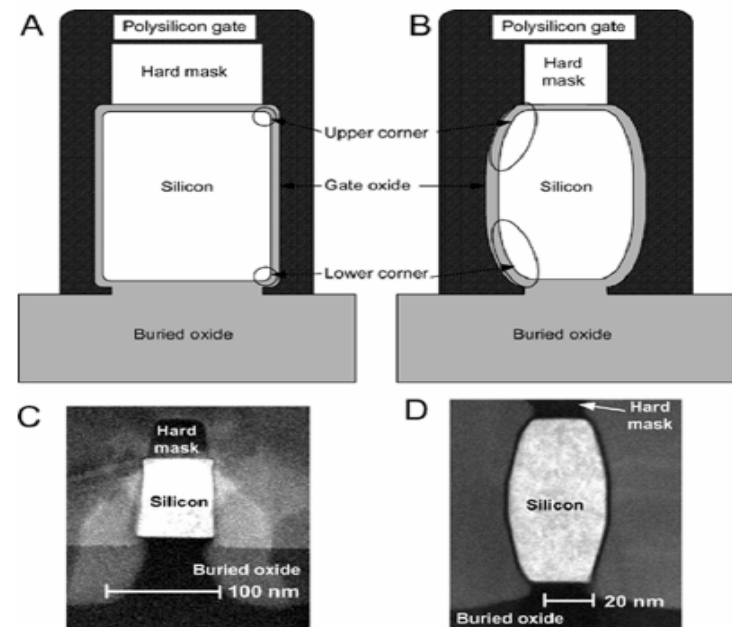 A
Polysilicon gate
Hard mask
Silicon
Buried oxide
Upper corner
Gate oxide
Lower corner
B
Polysilicon gate
Hard
mask
Silicon
Buried oxide
C
Hard
mask
Silicon
Buried oxide
100 nm
D
Hard
mask
Silicon
20 nm
Buried oxide